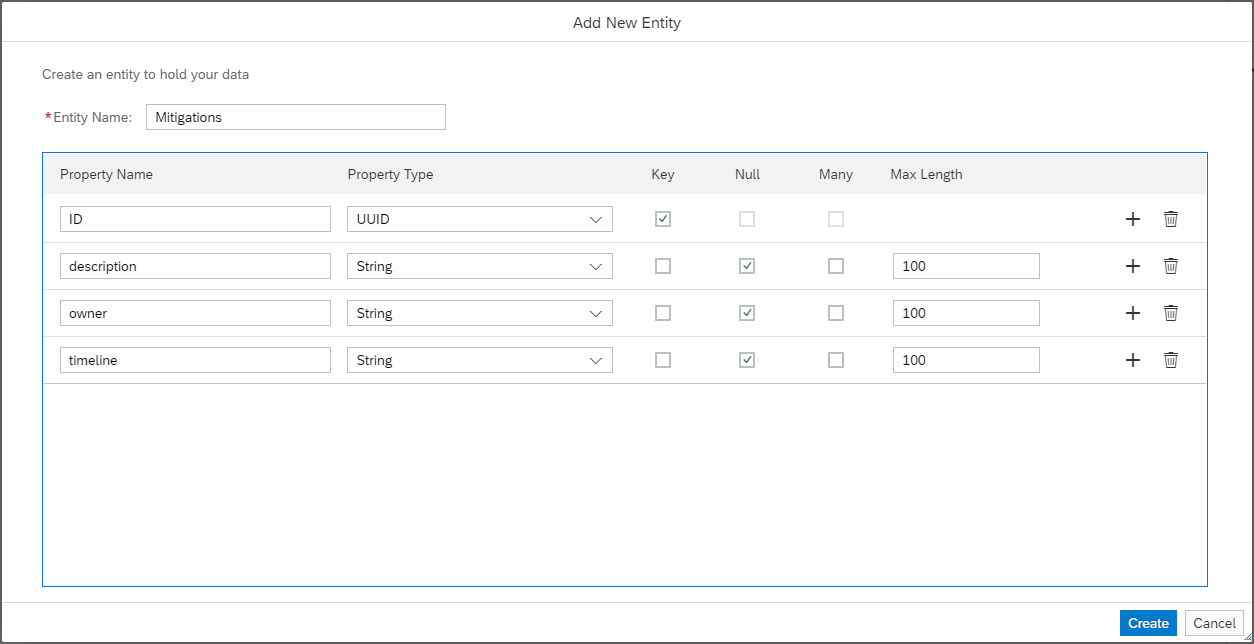 Add New Entity
Create an entity to hold your data
*Entity Name: Mitigations
Property Name Property Type Key Null Many Max Length
ID UUID
description String 100
owner String 100
timeline String 100
Create Cancel